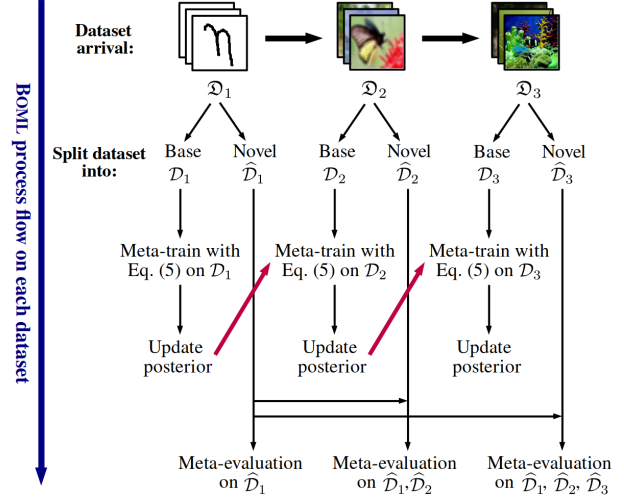 Dataset
arrival:
𝔇₁ 𝔇₂ 𝔇₃
BOML process flow on each dataset
Split dataset
into:
Base Novel Base Novel Base Novel
𝒟₁ 𝒟̂₁ 𝒟₂ 𝒟̂₂ 𝒟₃ 𝒟̂₃
Meta-train with Meta-train with Meta-train with
Eq. (5) on 𝒟₁ Eq. (5) on 𝒟₂ Eq. (5) on 𝒟₃
Update Update Update
posterior posterior posterior
Meta-evaluation Meta-evaluation Meta-evaluation
on 𝒟̂₁ on 𝒟̂₁,𝒟̂₂ on 𝒟̂₁, 𝒟̂₂, 𝒟̂₃